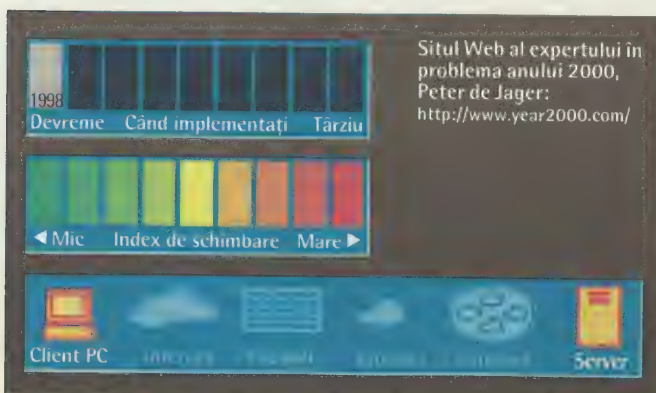 Situl Web al expertului în
problema anului 2000,
Peter de Jager:
http://www.year2000.com/
1998
Devreme Când implementați Târziu
◄ Mic Index de schimbare Mare ►
Client PC Internet Server